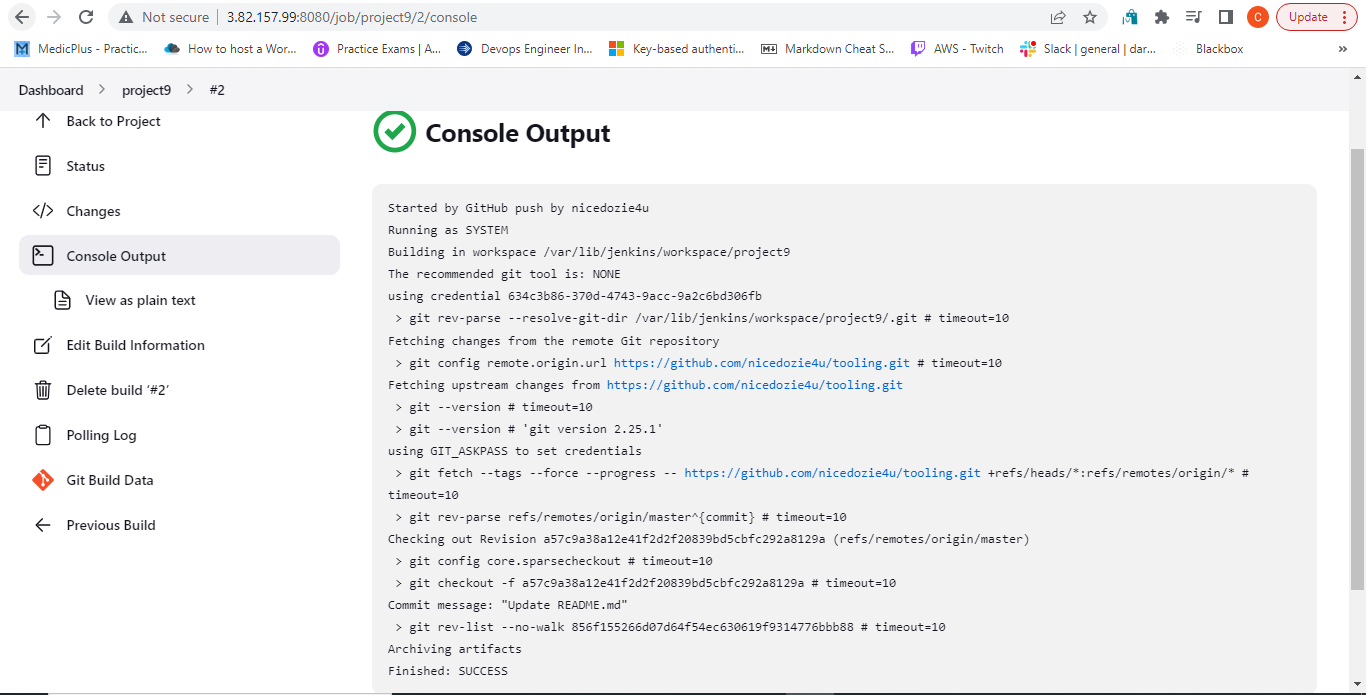 Not secure | 3.82.157.99:8080/job/project9/2/console
C
Update
MedicPlus - Practic...
How to host a Wor...
Practice Exams | A...
Devops Engineer In...
Key-based authenti...
Markdown Cheat S...
AWS - Twitch
Slack | general | dar...
Blackbox
»
Dashboard > project9 > #2
Back to Project
Status
Changes
Console Output
View as plain text
Edit Build Information
Delete build ‘#2’
Polling Log
Git Build Data
Previous Build
Console Output
Started by GitHub push by nicedozie4u
Running as SYSTEM
Building in workspace /var/lib/jenkins/workspace/project9
The recommended git tool is: NONE
using credential 634c3b86-370d-4743-9acc-9a2c6bd306fb
> git rev-parse --resolve-git-dir /var/lib/jenkins/workspace/project9/.git # timeout=10
Fetching changes from the remote Git repository
> git config remote.origin.url https://github.com/nicedozie4u/tooling.git # timeout=10
Fetching upstream changes from https://github.com/nicedozie4u/tooling.git
> git --version # timeout=10
> git --version # 'git version 2.25.1'
using GIT_ASKPASS to set credentials
> git fetch --tags --force --progress -- https://github.com/nicedozie4u/tooling.git +refs/heads/*:refs/remotes/origin/* #
timeout=10
> git rev-parse refs/remotes/origin/master^{commit} # timeout=10
Checking out Revision a57c9a38a12e41f2d2f20839bd5cbfc292a8129a (refs/remotes/origin/master)
> git config core.sparsecheckout # timeout=10
> git checkout -f a57c9a38a12e41f2d2f20839bd5cbfc292a8129a # timeout=10
Commit message: "Update README.md"
> git rev-list --no-walk 856f155266d07d64f54ec630619f9314776bbb88 # timeout=10
Archiving artifacts
Finished: SUCCESS